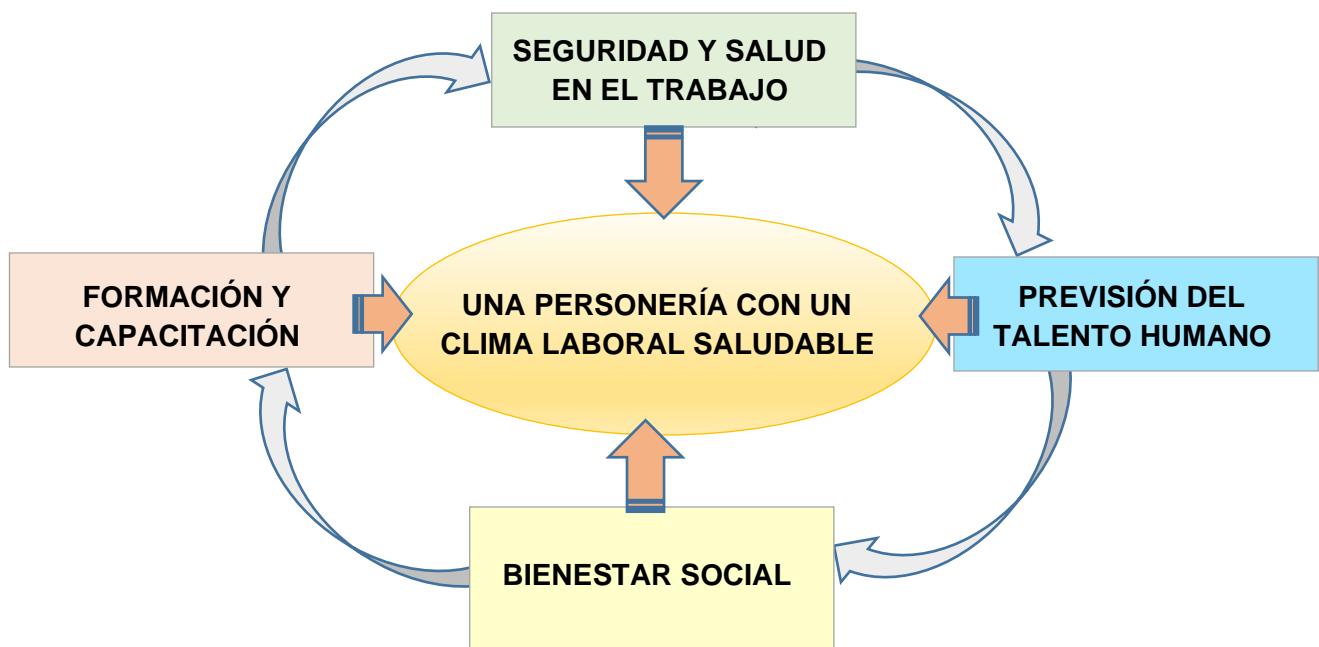 SEGURIDAD Y SALUD
EN EL TRABAJO
FORMACIÓN Y
CAPACITACIÓN
UNA PERSONERÍA CON UN
CLIMA LABORAL SALUDABLE
PREVISIÓN DEL
TALENTO HUMANO
BIENESTAR SOCIAL